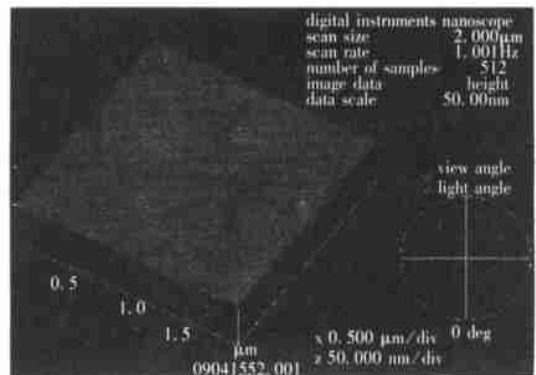 digital instruments nanoscope
scan size 2.000μm
scan rate 1.001Hz
number of samples 512
image data height
data scale 50.00nm
view angle
light angle
0 deg
0.5
1.0
1.5
μm
x 0.500 μm/div
z 50.000 nm/div
09041552.001